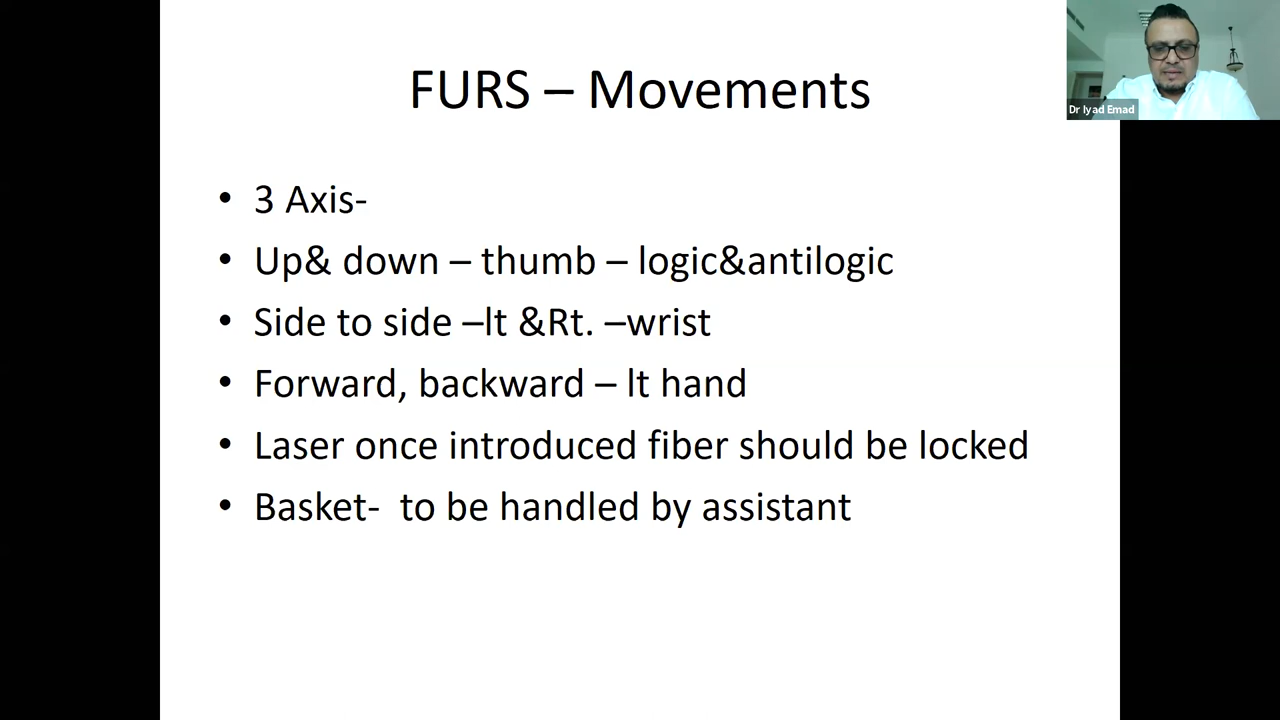 FURS – Movements
Dr Iyad Emad
• 3 Axis-
• Up& down – thumb – logic&antilogic
• Side to side –lt &Rt. –wrist
• Forward, backward – lt hand
• Laser once introduced fiber should be locked
• Basket-  to be handled by assistant